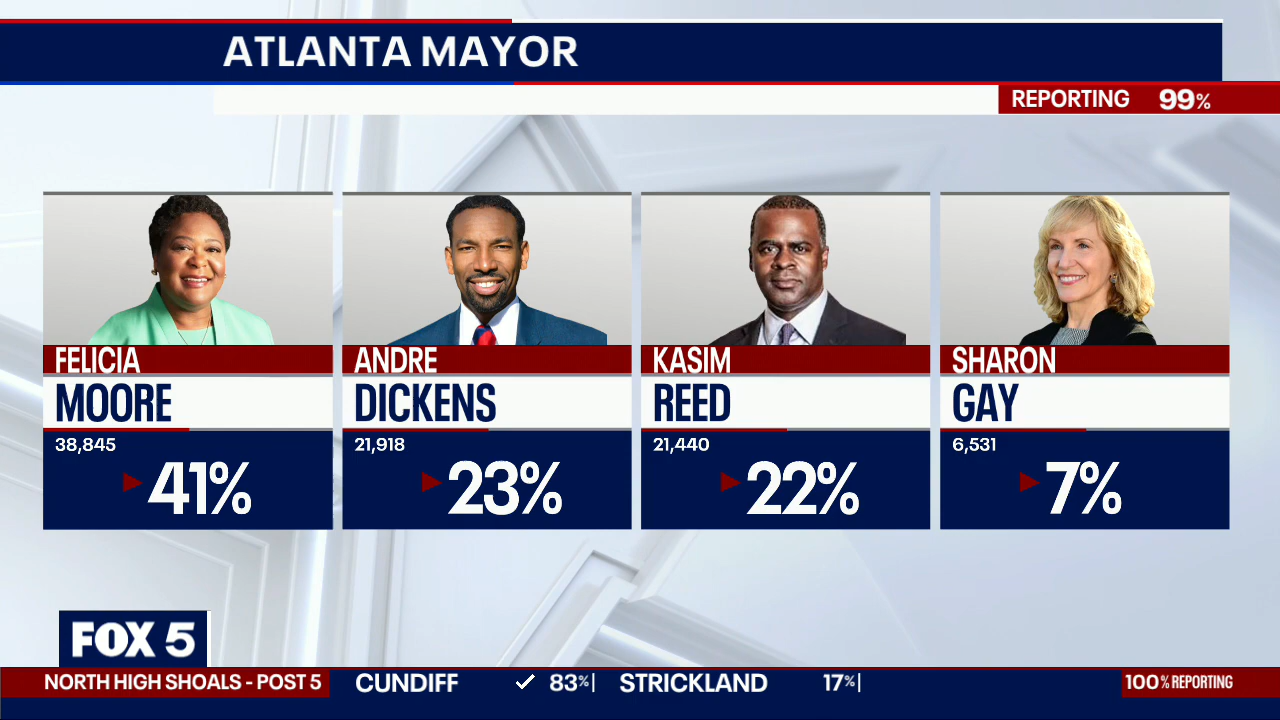 ATLANTA MAYOR
REPORTING 99%
FELICIA
MOORE
38,845
41%
ANDRE
DICKENS
21,918
23%
KASIM
REED
21,440
22%
SHARON
GAY
6,531
7%
FOX 5
NORTH HIGH SHOALS - POST 5 CUNDIFF ✓ 83%| STRICKLAND 17%| 100% REPORTING